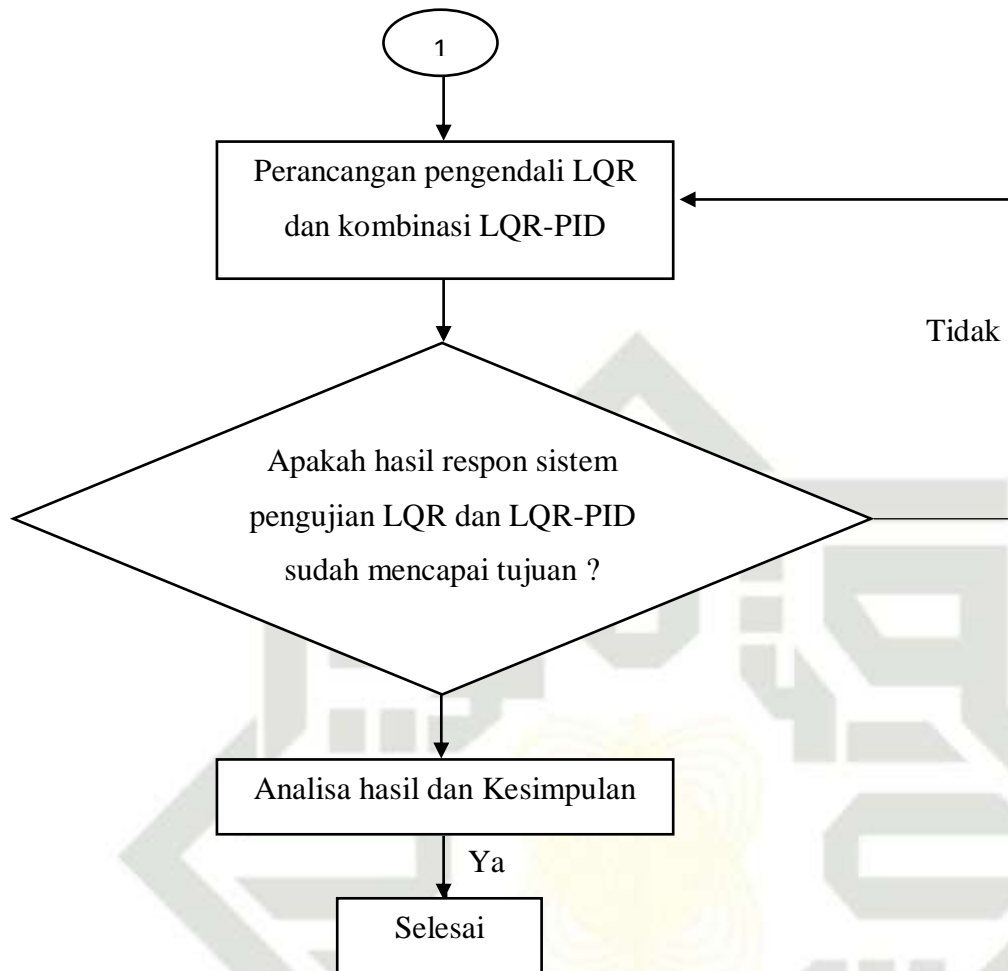 1
Perancangan pengendali LQR
dan kombinasi LQR-PID
Tidak
Apakah hasil respon sistem
pengujian LQR dan LQR-PID
sudah mencapai tujuan ?
Analisa hasil dan Kesimpulan
Ya
Selesai